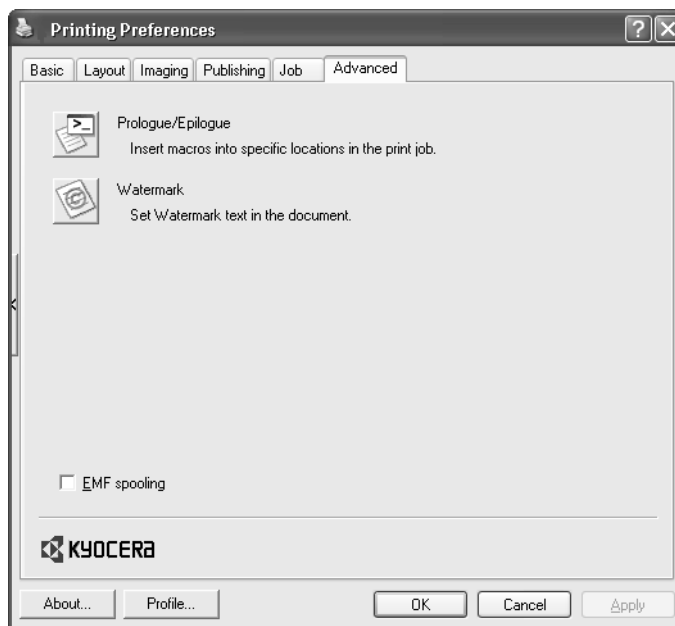 Printing Preferences
Basic Layout Imaging Publishing Job Advanced
Prologue/Epilogue
Insert macros into specific locations in the print job.
Watermark
Set Watermark text in the document.
EMF spooling
KYOCERA
About... Profile... OK Cancel Apply